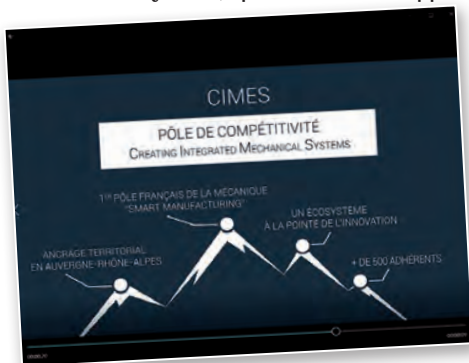 CIMES
PÔLE DE COMPÉTITIVITÉ
CREATING INTEGRATED MECHANICAL SYSTEMS
1ER PÔLE FRANÇAIS DE LA MÉCANIQUE
"SMART MANUFACTURING"
UN ÉCOSYSTÈME
À LA POINTE DE L'INNOVATION
ANCRAGE TERRITORIAL
EN AUVERGNE-RHÔNE-ALPES
+ DE 500 ADHÉRENTS